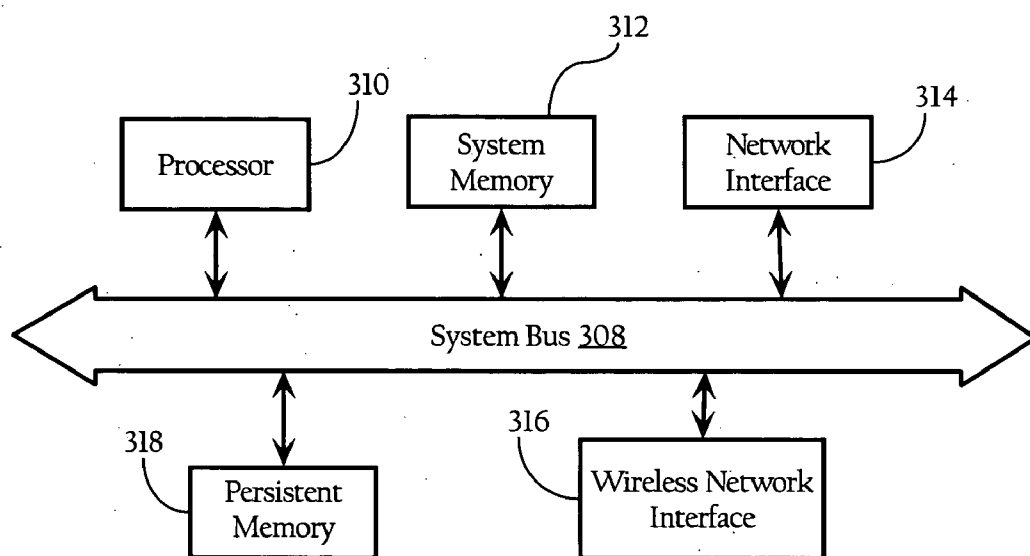 312
310
314
Processor
System
Memory
Network
Interface
System Bus 308
318
316
Persistent
Memory
Wireless Network
Interface